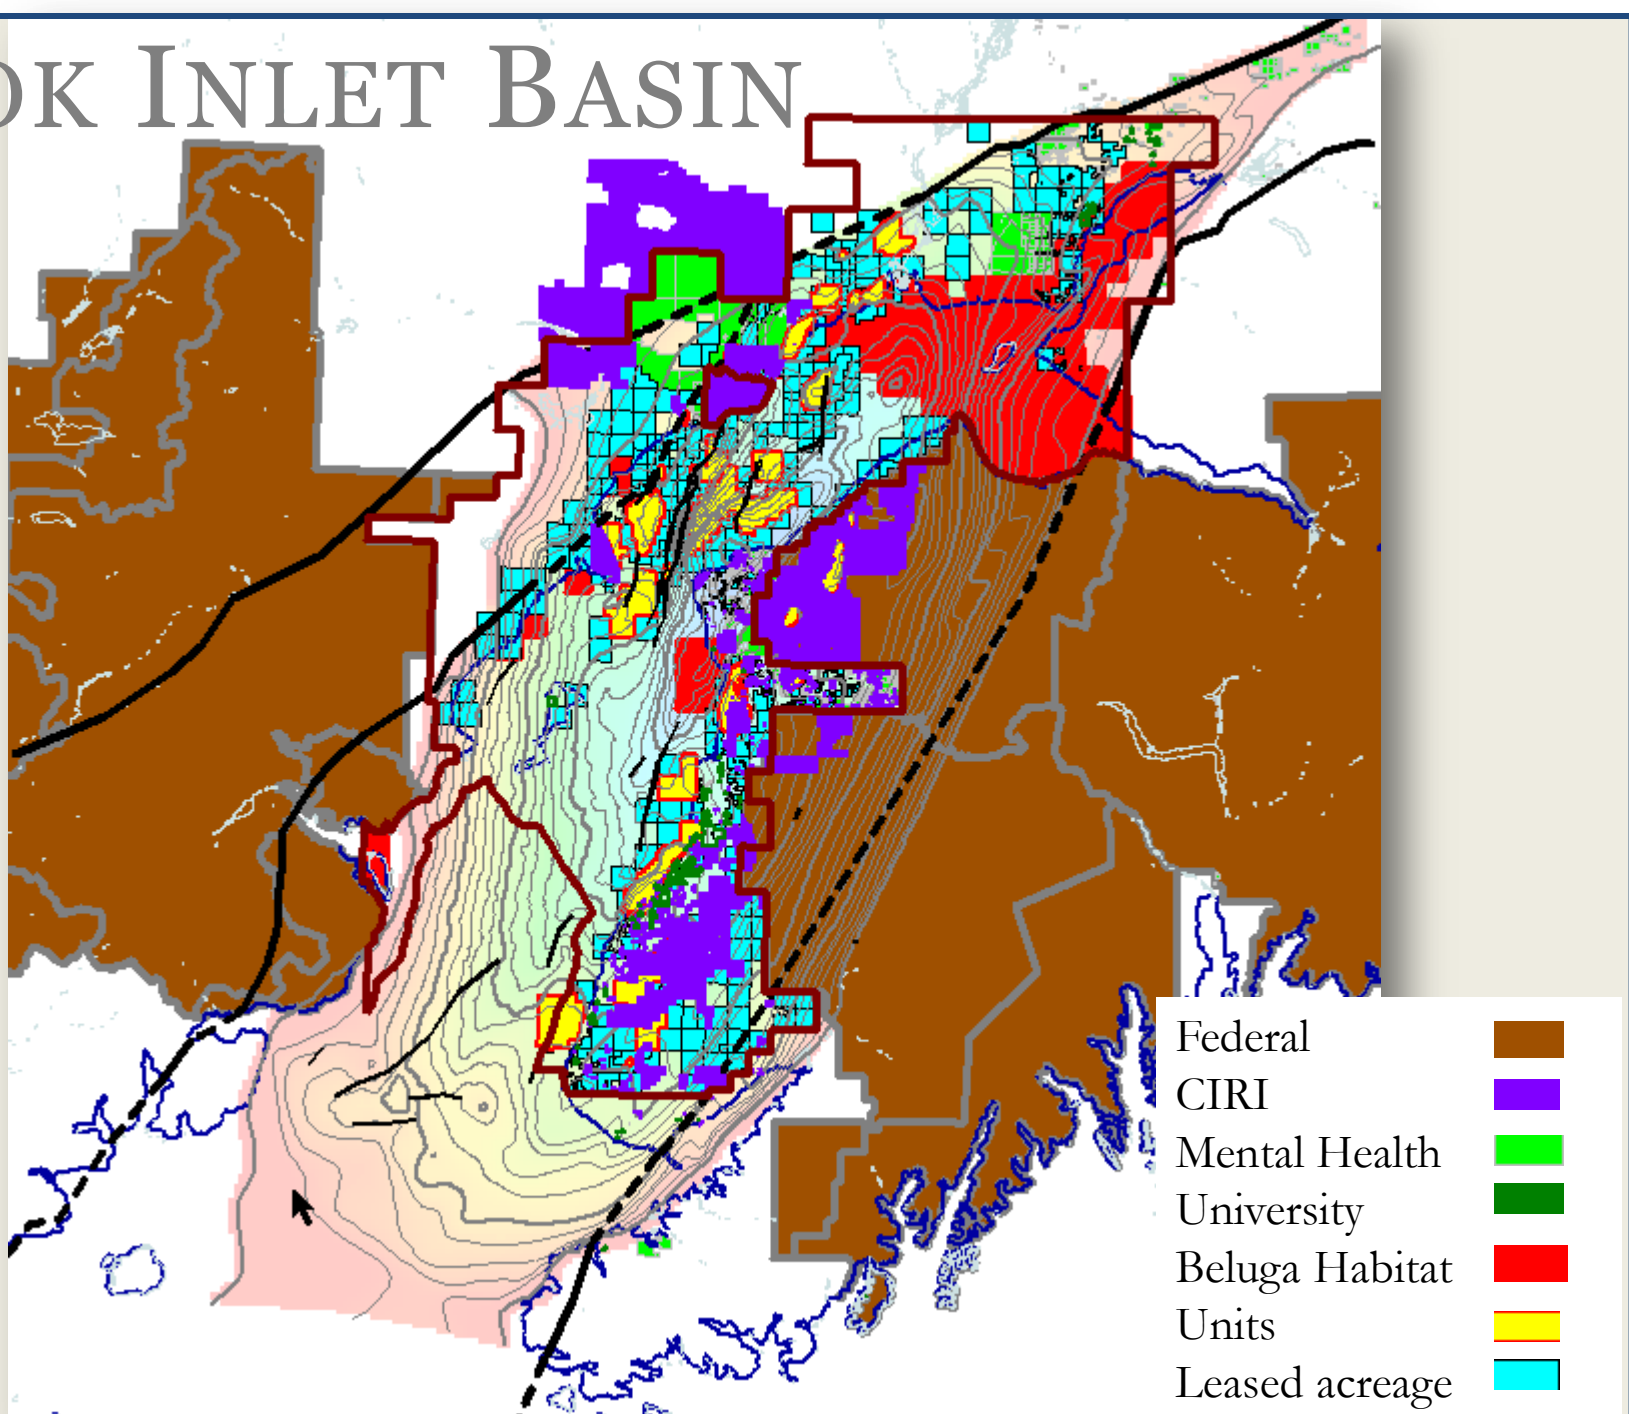 OK INLET BASIN
Federal
CIRI
Mental Health
University
Beluga Habitat
Units
Leased acreage